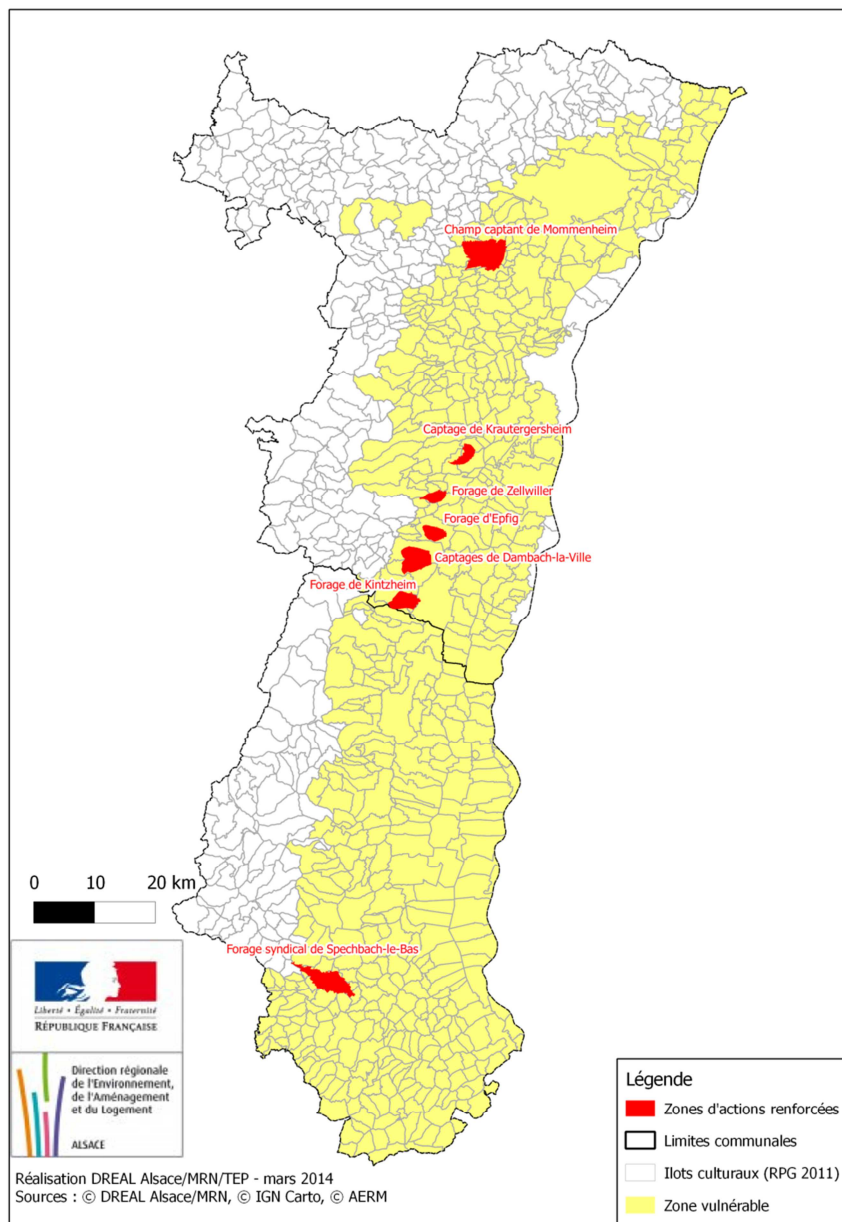 Champ captant de Mommenheim
Captage de Krautergersheim
Forage de Zellwiller
Forage d'Epfig
Captages de Dambach-la-Ville
Forage de Kintzheim
0 10 20 km
Forage syndical de Spechbach-le-Bas
Liberté • Égalité • Fraternité
RÉPUBLIQUE FRANÇAISE
Direction régionale
de l'Environnement,
de l'Aménagement
et du Logement
ALSACE
Légende
Zones d'actions renforcées
Limites communales
Ilots culturaux (RPG 2011)
Zone vulnérable
Réalisation DREAL Alsace/MRN/TEP - mars 2014
Sources : © DREAL Alsace/MRN, © IGN Carto, © AERM